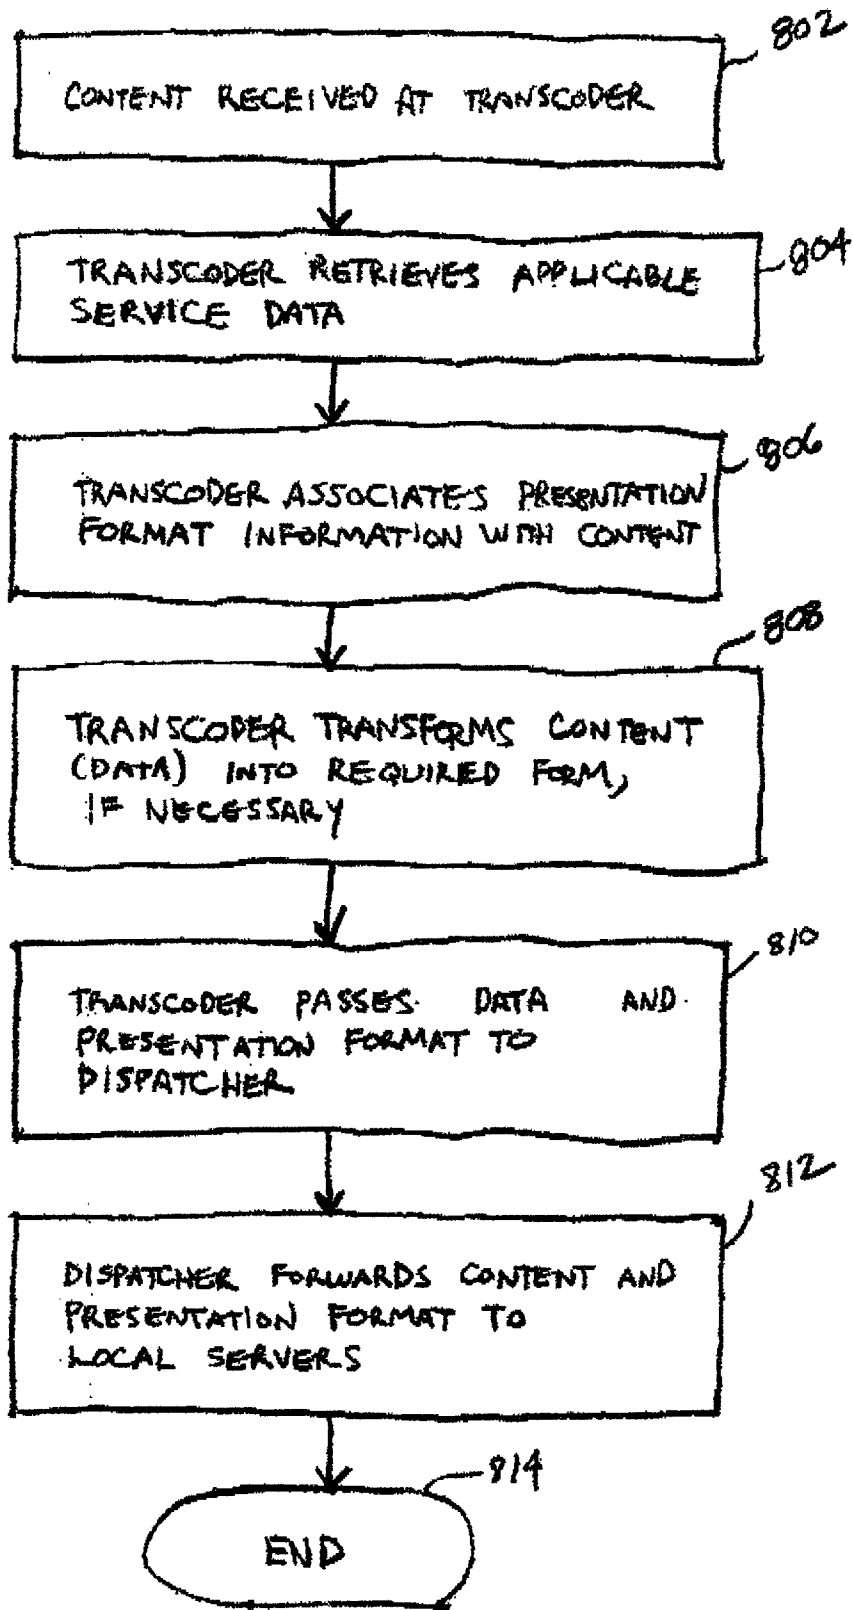 802
CONTENT RECEIVED AT TRANSCODER
804
TRANSCODER RETRIEVES APPLICABLE
SERVICE DATA
806
TRANSCODER ASSOCIATES PRESENTATION
FORMAT INFORMATION WITH CONTENT
808
TRANSCODER TRANSFORMS CONTENT
(DATA) INTO REQUIRED FORM,
IF NECESSARY
810
TRANSCODER PASSES DATA AND
PRESENTATION FORMAT TO
DISPATCHER
812
DISPATCHER FORWARDS CONTENT AND
PRESENTATION FORMAT TO
LOCAL SERVERS
814
END